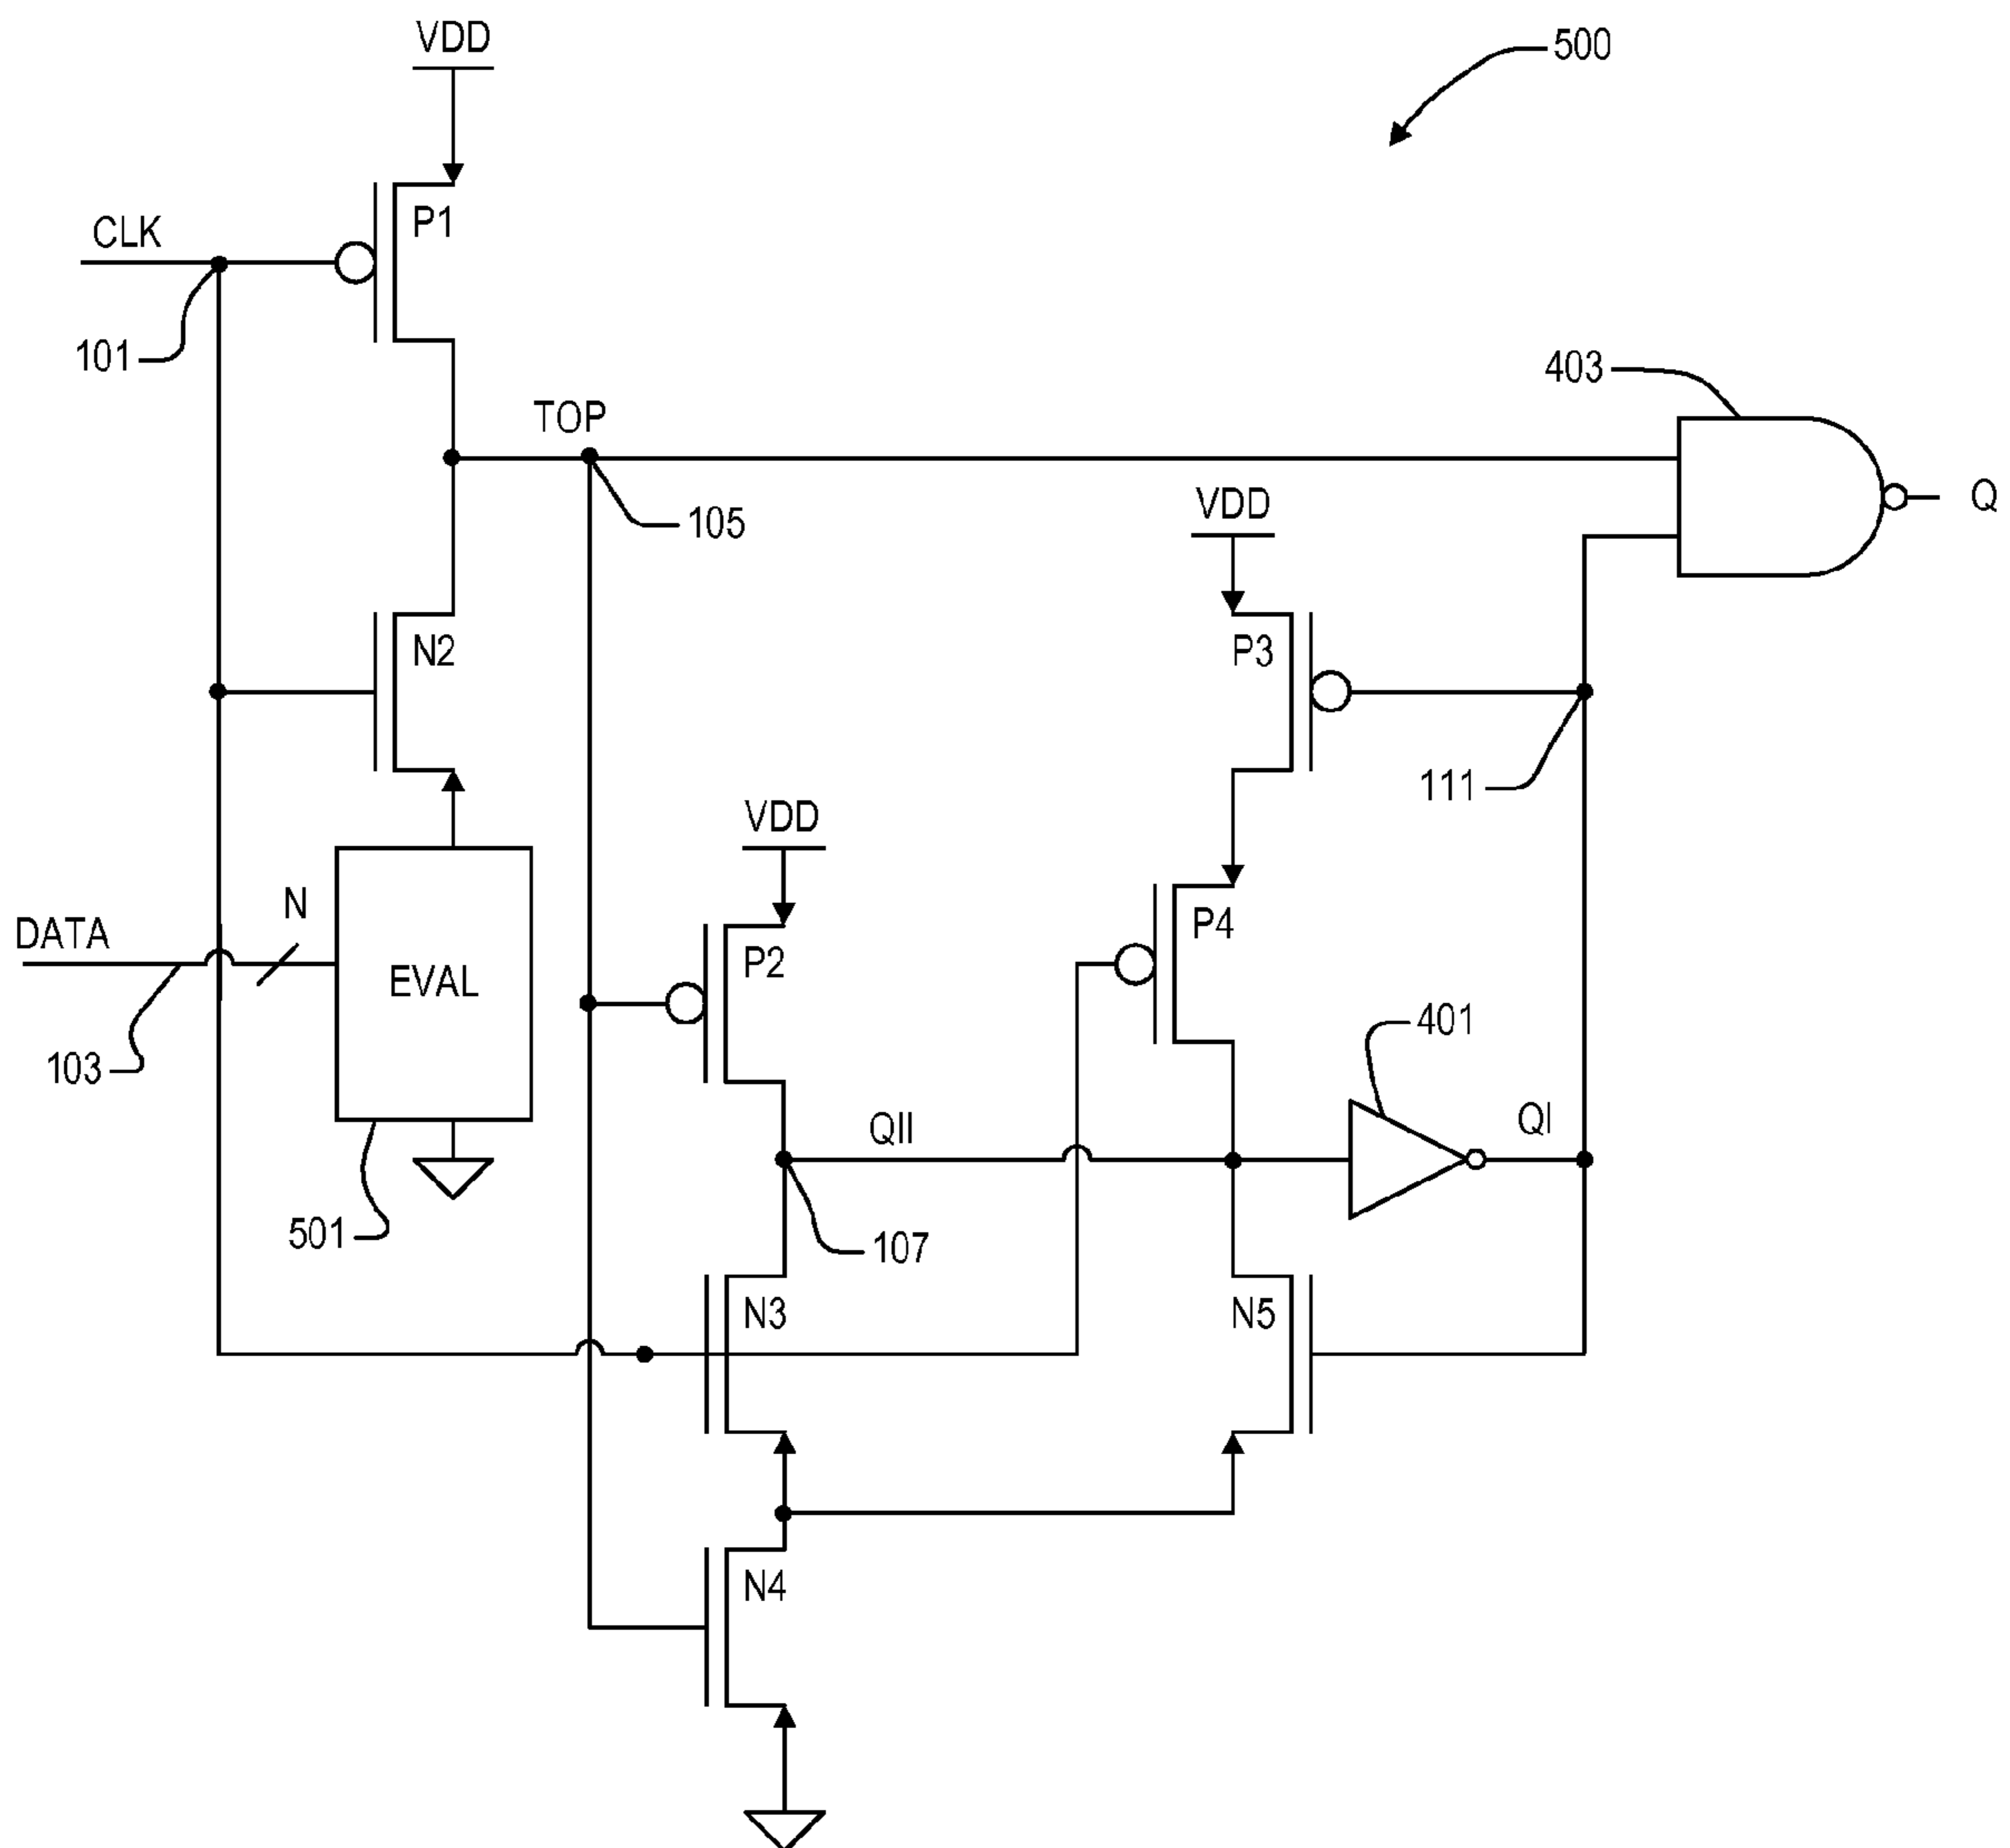 VDD
500
P1
CLK
101
403
TOP
105
VDD
Q
N2
P3
111
VDD
N
DATA
P4
P2
EVAL
401
103
QII
QI
501
107
N3
N5
N4